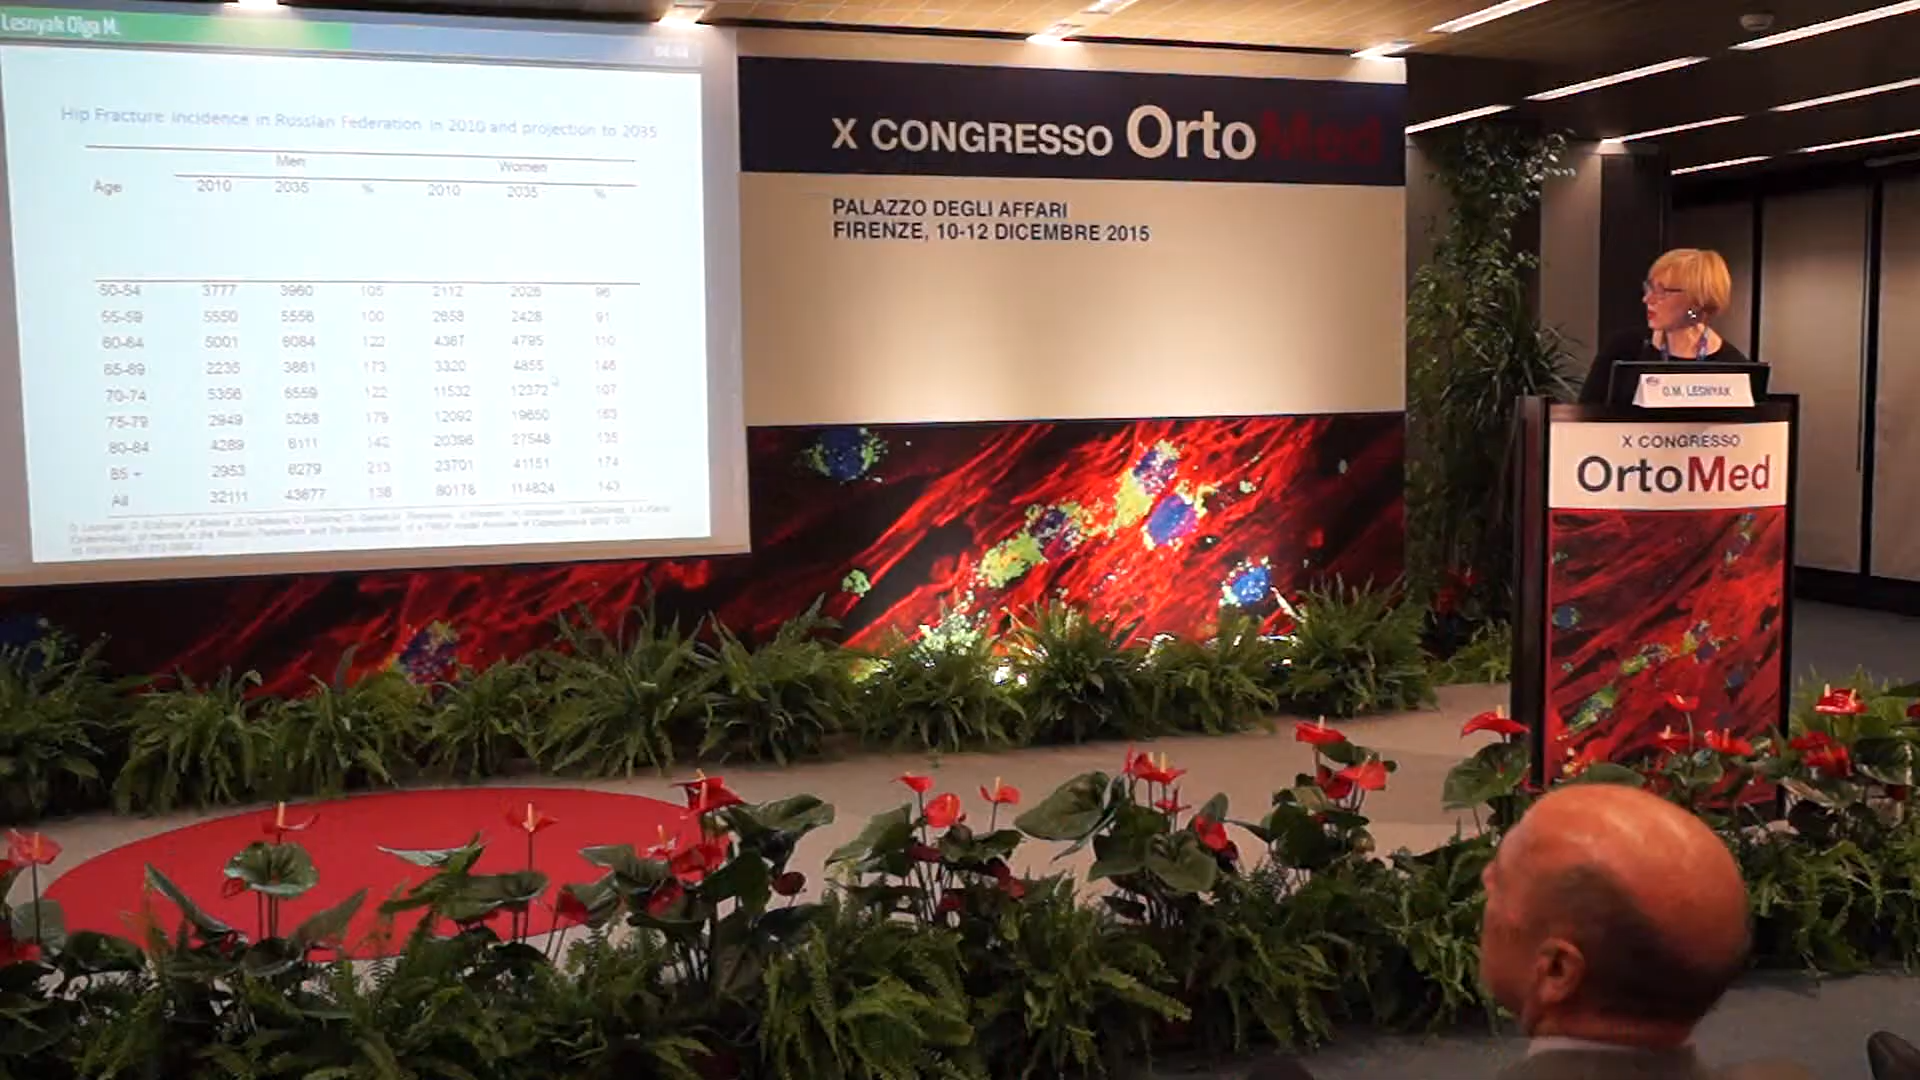 Lesnyak Olga M.
Hip Fracture incidence in Russian Federation in 2010 and projection to 2035
Men Women
Age 2010 2035 % 2010 2035 %
50-54 3777 3960 105 2112 2026 96
55-59 5550 5556 100 2658 2428 91
60-64 5001 6084 122 4367 4795 110
65-69 2235 3861 173 3320 4855 146
70-74 5356 6559 122 11532 12372 107
75-79 2949 5268 179 12092 19650 163
80-84 4289 6111 142 20396 27548 135
85 + 2953 6279 213 23701 41151 174
All 32111 43677 136 80178 114824 143
X CONGRESSO OrtoMed
PALAZZO DEGLI AFFARI
FIRENZE, 10-12 DICEMBRE 2015
O.M. LESNYAK
X CONGRESSO
OrtoMed